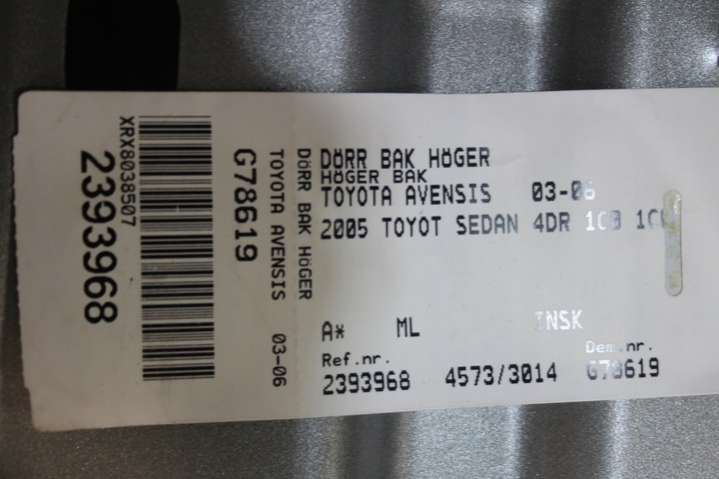 XRX8038507
2393968
G78619
TOYOTA AVENSIS 03-06
DÖRR BAK HÖGER
DÖRR BAK HÖGER
HÖGER BAK
TOYOTA AVENSIS 03-06
2005 TOYOT SEDAN 4DR 1C0
A* ML INSK
Ref.nr. Dem.nr.
2393968 4573/3014 G78619